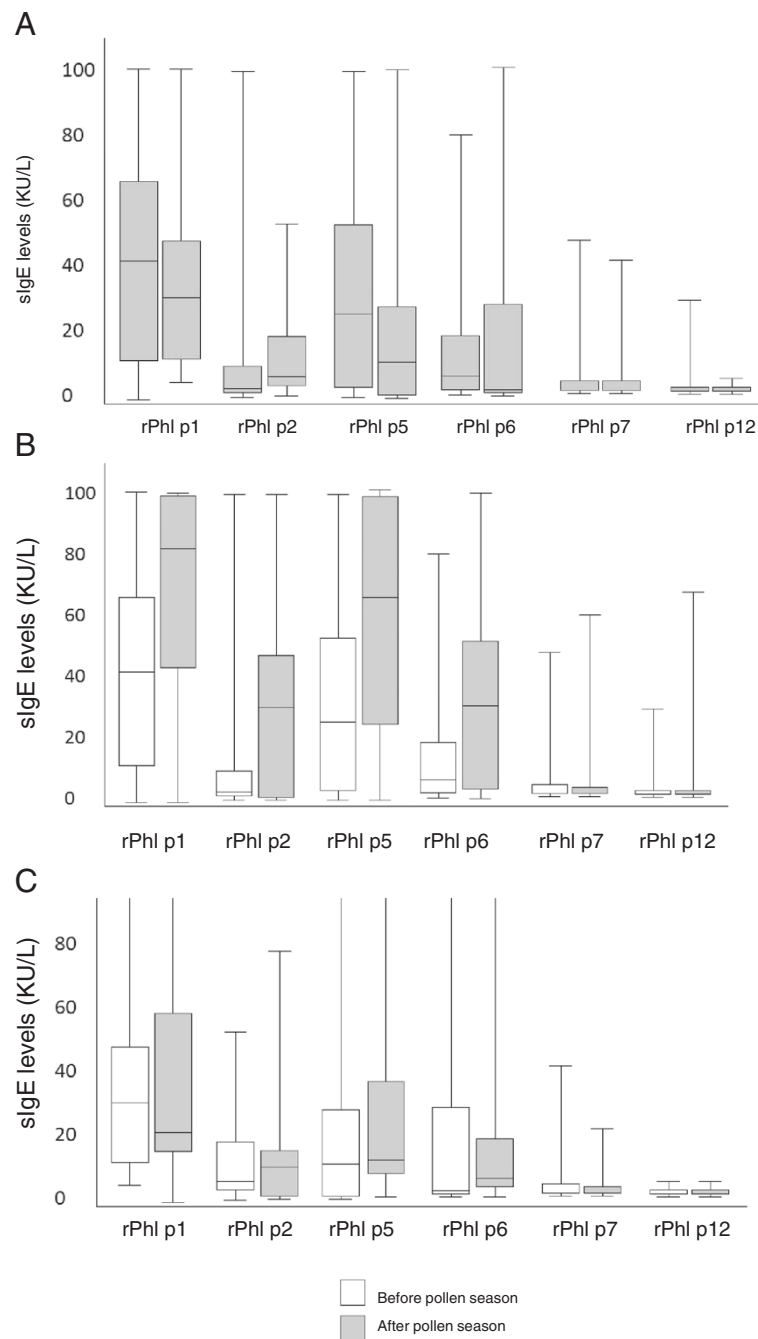 A
sIgE levels (KU/L)
100
80
60
40
20
0
rPhl p1 rPhl p2 rPhl p5 rPhl p6 rPhl p7 rPhl p12
B
sIgE levels (KU/L)
100
80
60
40
20
0
rPhl p1 rPhl p2 rPhl p5 rPhl p6 rPhl p7 rPhl p12
C
sIgE levels (KU/L)
80
60
40
20
0
rPhl p1 rPhl p2 rPhl p5 rPhl p6 rPhl p7 rPhl p12
Before pollen season
After pollen season